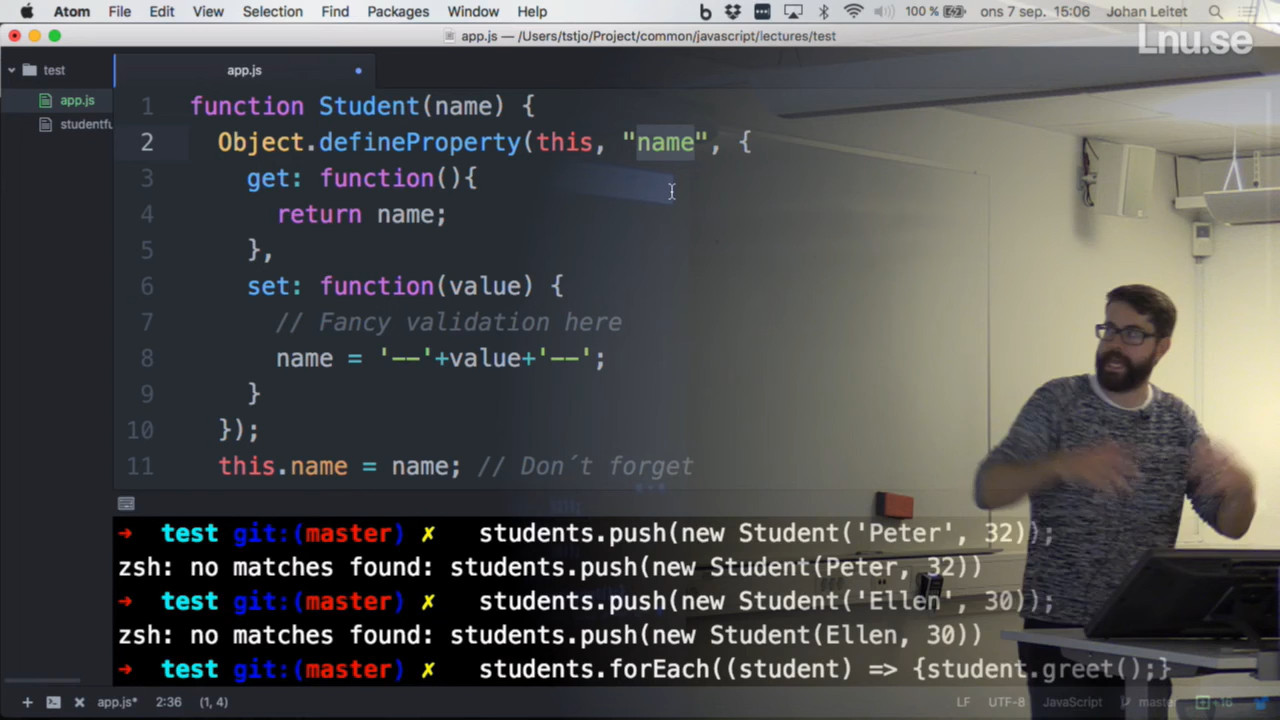 Atom File Edit View Selection Find Packages Window Help 100 % ons 7 sep. 15:06 Johan Leitet
app.js — /Users/tstjo/Project/common/javascript/lectures/test
Lnu.se
test
app.js
studentfu
app.js
1 function Student(name) {
2 Object.defineProperty(this, "name", {
3 get: function(){
4 return name;
5 },
6 set: function(value) {
7 // Fancy validation here
8 name = '--'+value+'--';
9 }
10 });
11 this.name = name; // Don´t forget
➜ test git:(master) ✗ students.push(new Student('Peter', 32));
zsh: no matches found: students.push(new Student(Peter, 32))
➜ test git:(master) ✗ students.push(new Student('Ellen', 30));
zsh: no matches found: students.push(new Student(Ellen, 30))
➜ test git:(master) ✗ students.forEach((student) => {student.greet();}
app.js* 2:36 (1, 4) LF UTF-8 JavaScript master +16